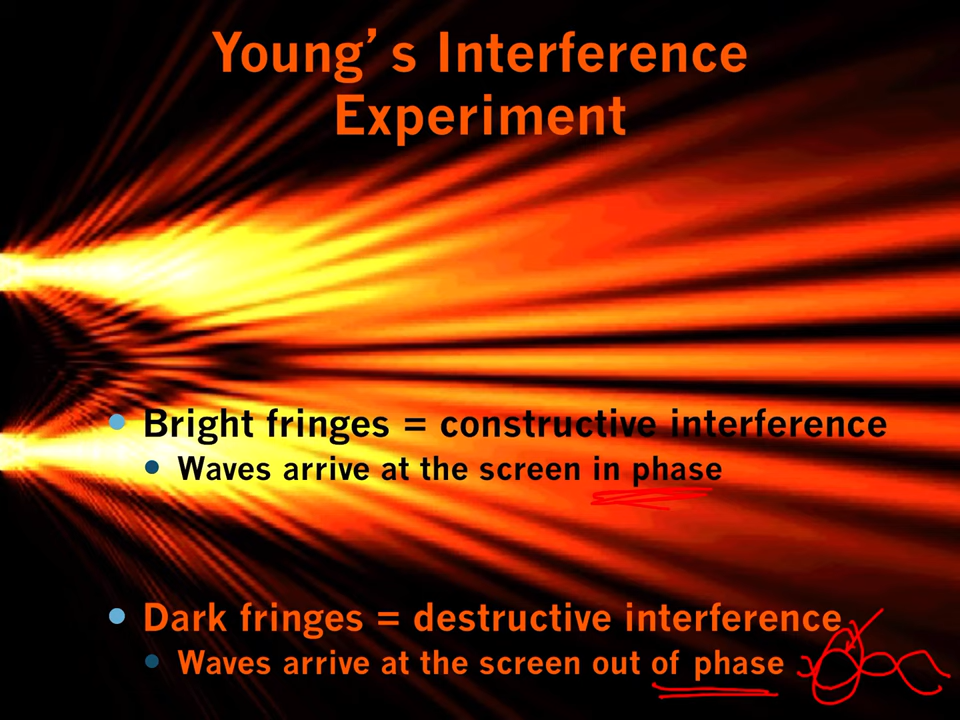 Young’s Interference
Experiment
• Bright fringes = constructive interference
• Waves arrive at the screen in phase
• Dark fringes = destructive interference
• Waves arrive at the screen out of phase